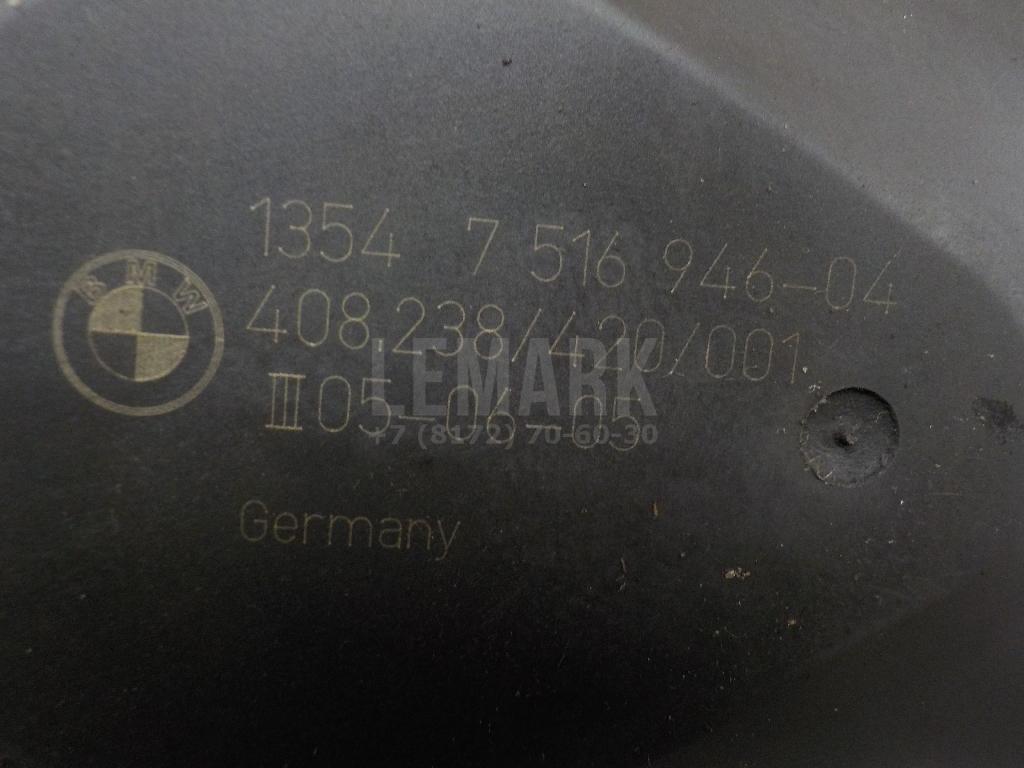 BMW
1354 7 516 946-04
408.238/420/001
III05-06-05
Germany
LEMARK
+7 (8172) 70-60-30